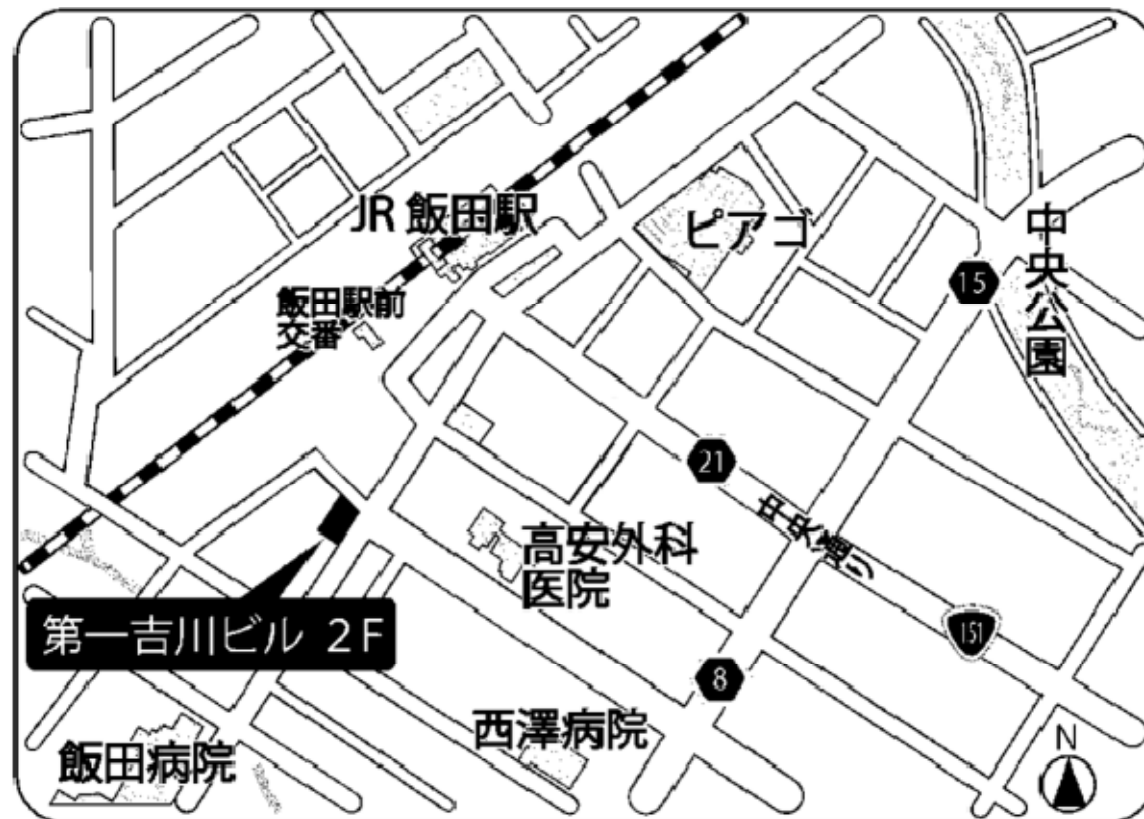 JR 飯田駅
ピアゴ
中央公園
15
飯田駅前
交番
21
中央通り
高安外科
医院
151
第一吉川ビル 2F
8
西澤病院
飯田病院
N